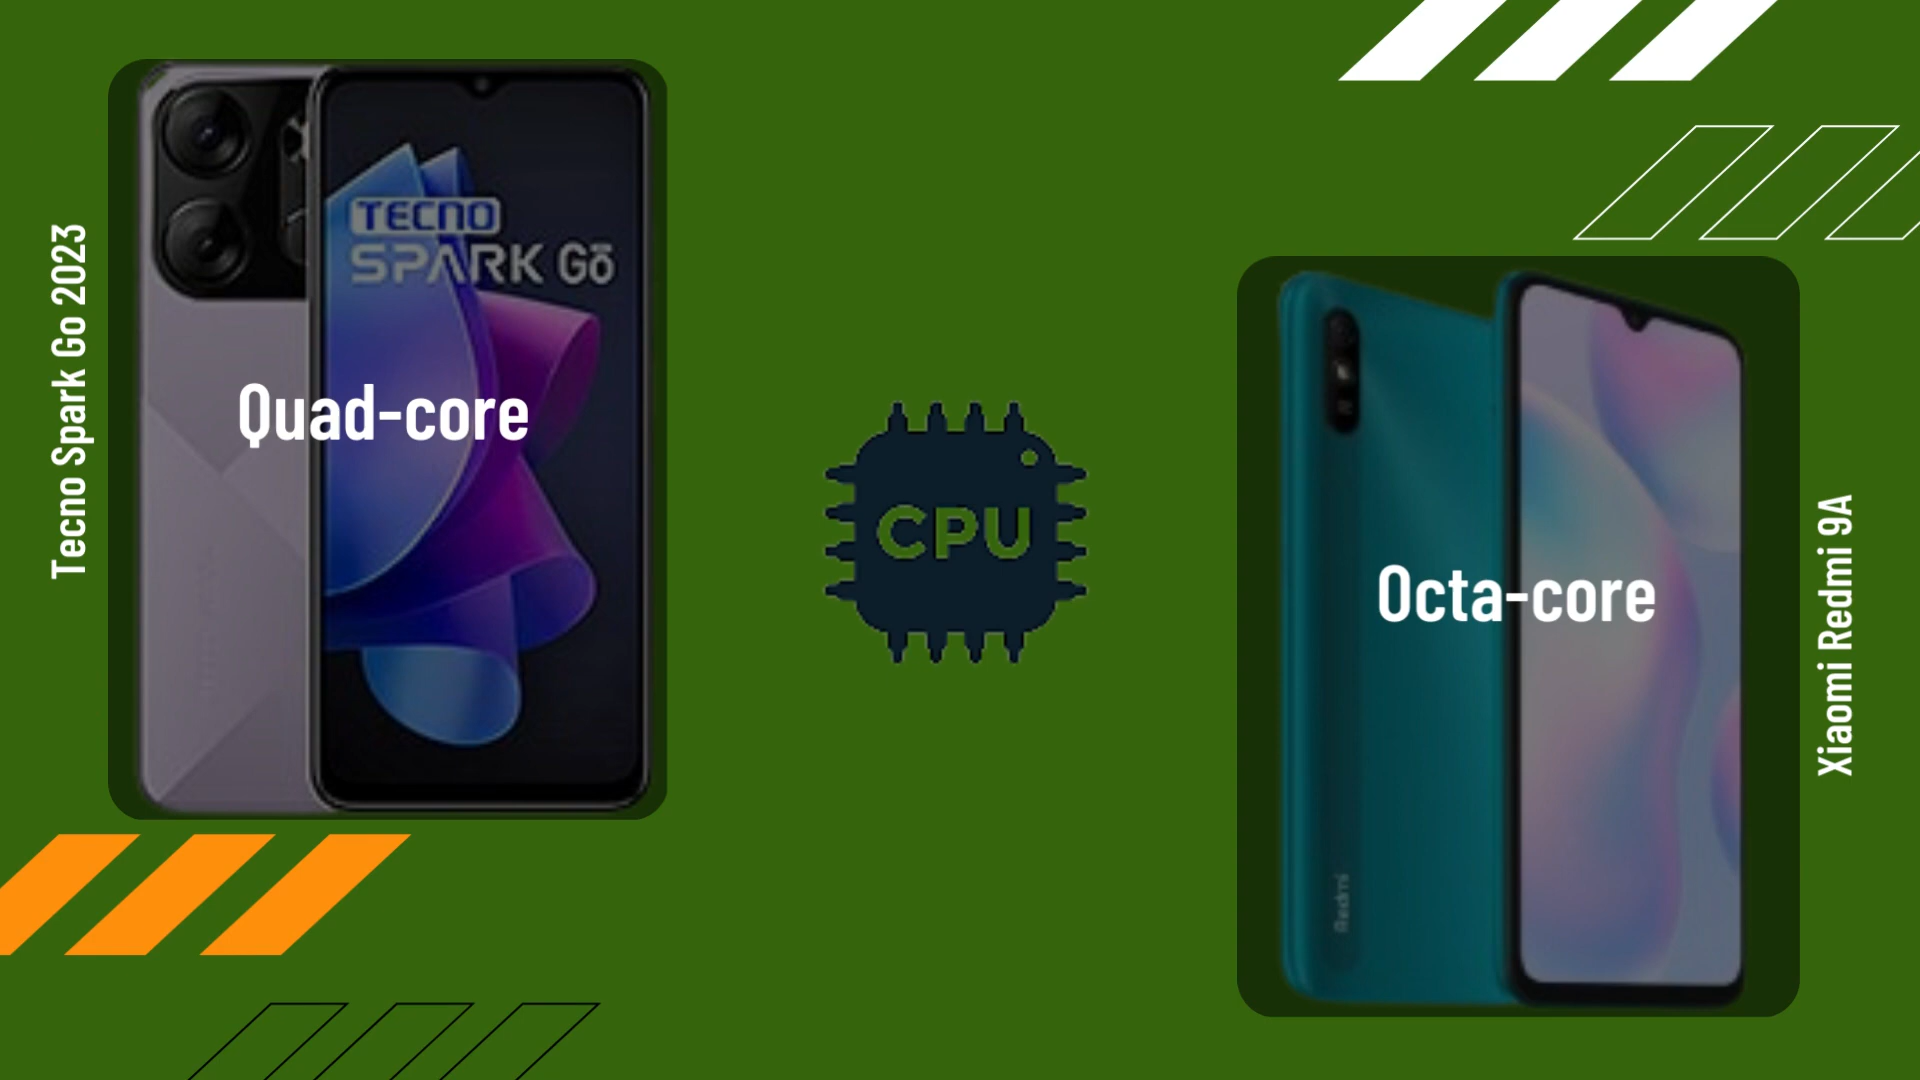 Tecno Spark Go 2023
TECNO
SPARK Go
Quad-core
CPU
Octa-core
Redmi
Xiaomi Redmi 9A